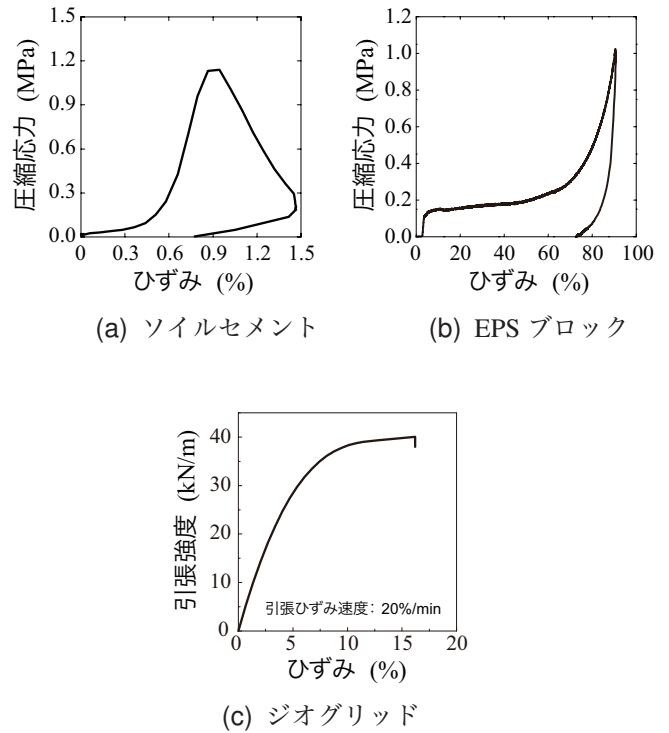 1.5
1.2
0.9
0.6
0.3
0.0
圧縮応力 (MPa)
0 0.3 0.6 0.9 1.2 1.5
ひずみ (%)
(a) ソイルセメント
1.2
1.0
0.8
0.6
0.4
0.2
0.0
圧縮応力 (MPa)
0 20 40 60 80 100
ひずみ (%)
(b) EPS ブロック
40
30
20
10
0
引張強度 (kN/m)
引張ひずみ速度: 20%/min
0 5 10 15 20
ひずみ (%)
(c) ジオグリッド